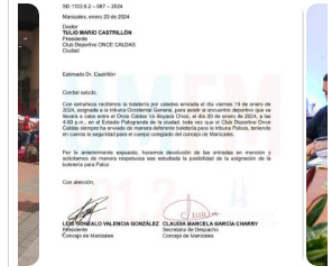 SD 1103.6.2 – 087 – 2024
Manizales, enero 20 de 2024
Doctor
TULIO MARIO CASTRILLÓN
Presidente
Club Deportivo ONCE CALDAS
Ciudad
Estimado Dr. Castrillón
Cordial saludo,
Con extrañeza recibimos la boletería por ustedes enviada el día viernes 19 de enero de
2024, asignada a la tribuna Occidental General, para asistir al encuentro deportivo que se
llevará a cabo entre el Once Caldas Vs Boyacá Chicó, el día 20 de enero de 2024, a las
4:00 p.m., en el Estadio Palogrande de la ciudad, toda vez que el Club Deportivo Once
Caldas siempre ha enviado de manera deferente boletería para la tribuna Palcos, teniendo
en cuenta la seguridad para el cuerpo colegiado del concejo de Manizales.
Por lo anteriormente expuesto, hacemos devolución de las entradas en mención y
solicitamos de manera respetuosa sea estudiada la posibilidad de la asignación de la
boletería para Palcos
Con atención,
GONZALO VALENCIA GONZÁLEZ CLAUDIA MARCELA GARCÍA CHARRY
Presidente Secretaria de Despacho
Concejo de Manizales Concejo de Manizales